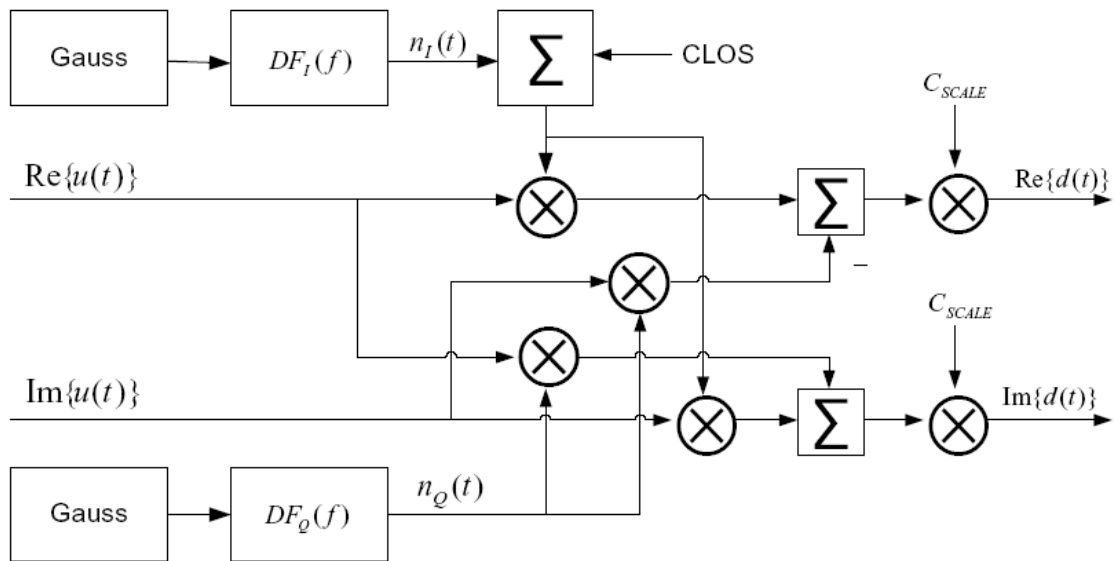 Gauss
DF_I(f)
n_I(t)
∑
CLOS
C_SCALE
Re{u(t)}
∑
Re{d(t)}
–
C_SCALE
Im{u(t)}
∑
Im{d(t)}
Gauss
DF_Q(f)
n_Q(t)